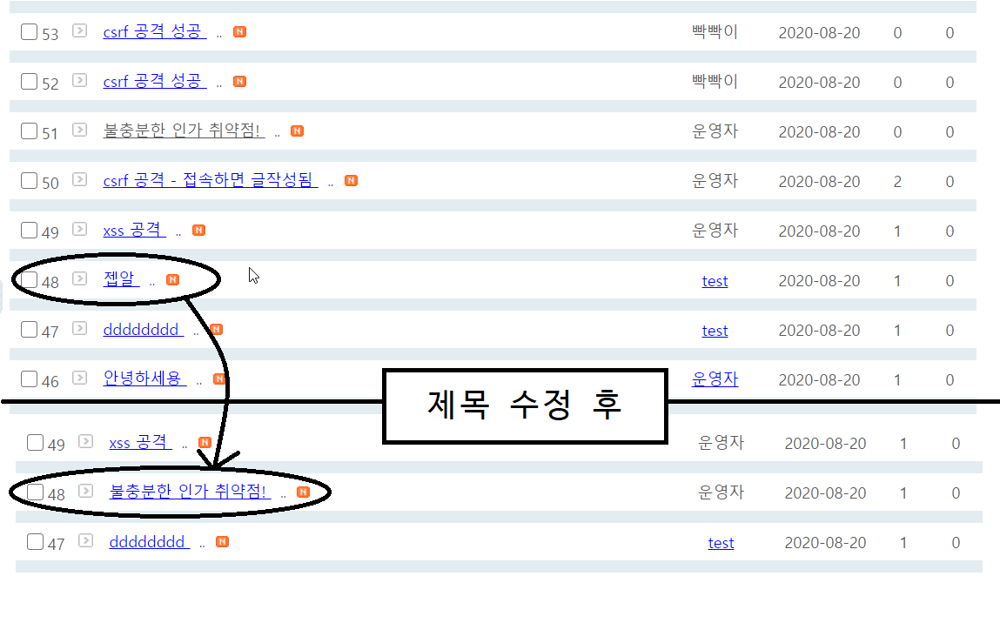 53 csrf 공격 성공 .. N 빡빡이 2020-08-20 0 0
52 csrf 공격 성공 .. N 빡빡이 2020-08-20 0 0
51 불충분한 인가 취약점! .. N 운영자 2020-08-20 0 0
50 csrf 공격 - 접속하면 글작성됨 .. N 운영자 2020-08-20 2 0
49 xss 공격 .. N 운영자 2020-08-20 1 0
48 젭알 .. N test 2020-08-20 1 0
47 dddddddd .. N test 2020-08-20 1 0
46 안녕하세용 .. N 운영자 2020-08-20 1 0
제목 수정 후
49 xss 공격 .. N 운영자 2020-08-20 1 0
48 불충분한 인가 취약점! .. N 운영자 2020-08-20 1 0
47 dddddddd .. N test 2020-08-20 1 0